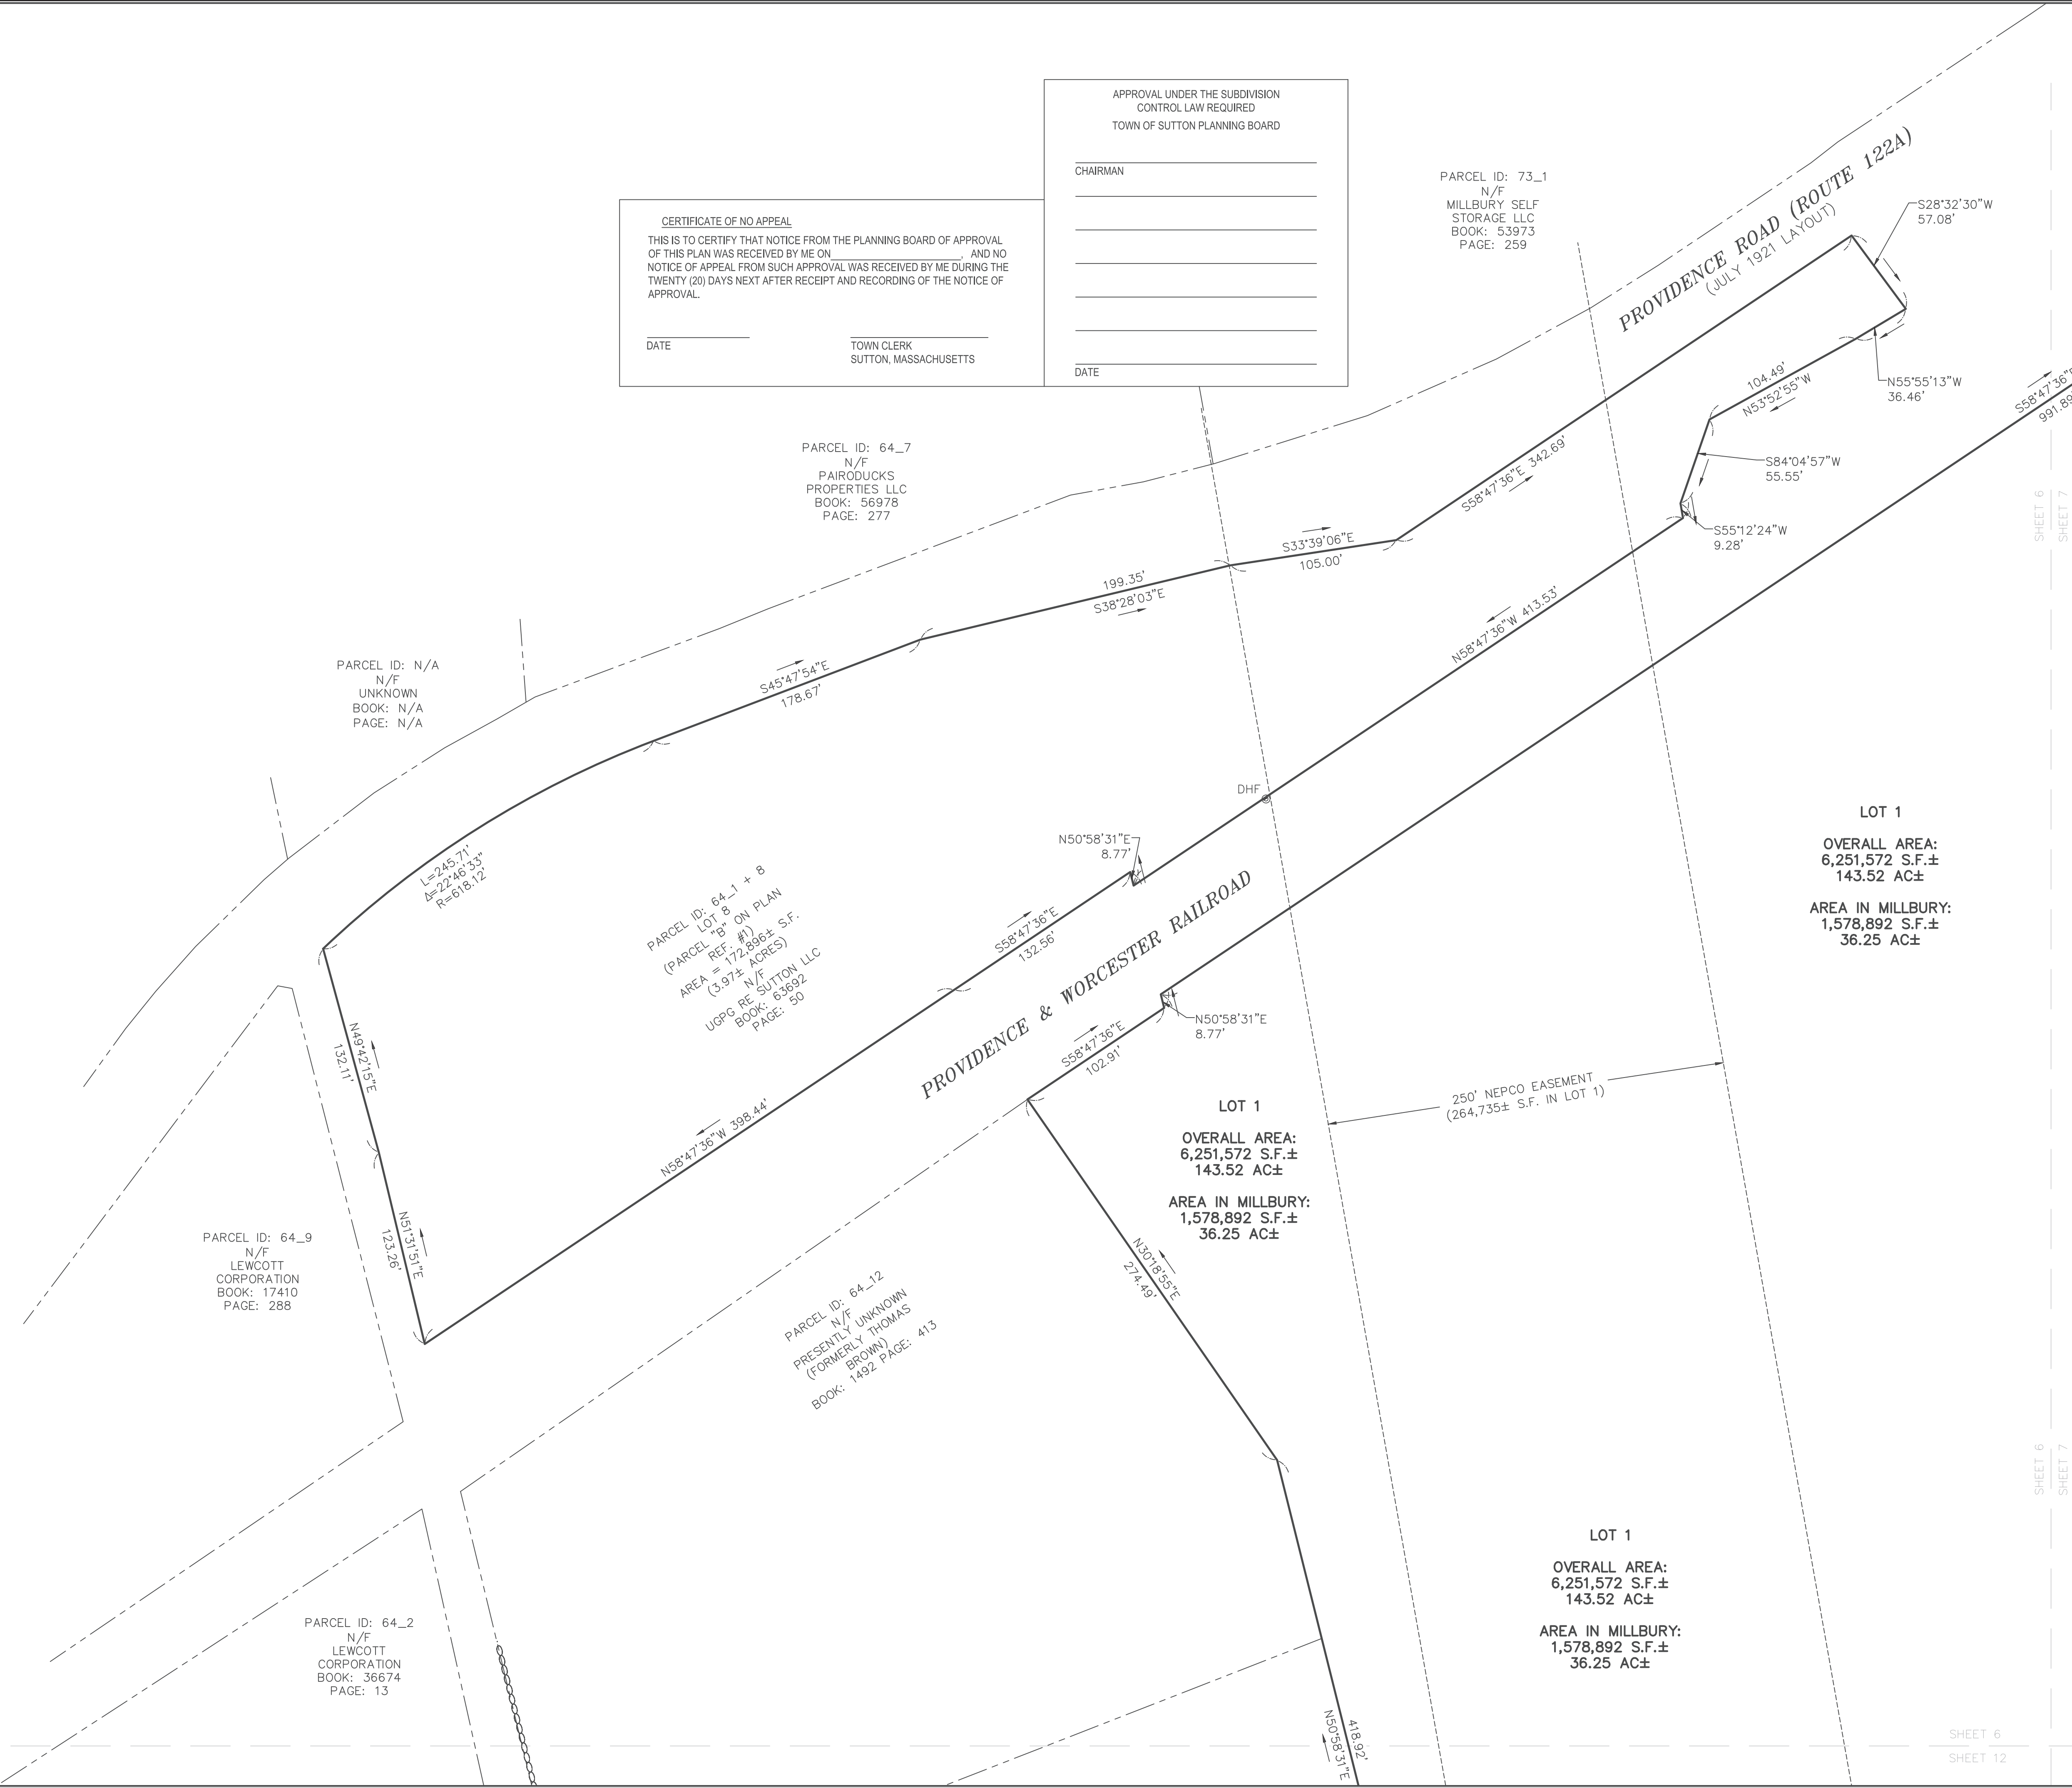 APPROVAL UNDER THE SUBDIVISION
CONTROL LAW REQUIRED
TOWN OF SUTTON PLANNING BOARD
CHAIRMAN
DATE
CERTIFICATE OF NO APPEAL
THIS IS TO CERTIFY THAT NOTICE FROM THE PLANNING BOARD OF APPROVAL
OF THIS PLAN WAS RECEIVED BY ME ON______________________, AND NO
NOTICE OF APPEAL FROM SUCH APPROVAL WAS RECEIVED BY ME DURING THE
TWENTY (20) DAYS NEXT AFTER RECEIPT AND RECORDING OF THE NOTICE OF
APPROVAL.
DATE
TOWN CLERK
SUTTON, MASSACHUSETTS
PARCEL ID: 73_1
N/F
MILLBURY SELF
STORAGE LLC
BOOK: 53973
PAGE: 259
PROVIDENCE ROAD (ROUTE 122A)
(JULY 1921 LAYOUT)
S28°32'30"W
57.08'
N55°55'13"W
36.46'
104.49'
N53°52'55"W
S58°47'36"E
991.89
S84°04'57"W
55.55'
S55°12'24"W
9.28'
SHEET 6
SHEET 7
PARCEL ID: 64_7
N/F
PAIRODUCKS
PROPERTIES LLC
BOOK: 56978
PAGE: 277
S58°47'36"E 342.69'
S33°39'06"E
105.00'
199.35'
S38°28'03"E
N58°47'36"W 413.53'
S45°47'54"E
178.67'
PARCEL ID: N/A
N/F
UNKNOWN
BOOK: N/A
PAGE: N/A
L=245.71'
Δ=22°46'33"
R=618.12'
DHF
N50°58'31"E
8.77'
PARCEL ID: 64_1 + 8
LOT 8
(PARCEL "B" ON PLAN
REF. #1)
AREA = 172,896± S.F.
(3.97± ACRES)
N/F
UGPG RE SUTTON LLC
BOOK: 63692
PAGE: 50
S58°47'36"E
132.56'
PROVIDENCE & WORCESTER RAILROAD
N50°58'31"E
8.77'
S58°47'36"E
102.91'
N49°42'15"E
132.11'
N58°47'36"W 398.44'
N51°31'51"E
123.26'
LOT 1
OVERALL AREA:
6,251,572 S.F.±
143.52 AC±
AREA IN MILLBURY:
1,578,892 S.F.±
36.25 AC±
250' NEPCO EASEMENT
(264,735± S.F. IN LOT 1)
LOT 1
OVERALL AREA:
6,251,572 S.F.±
143.52 AC±
AREA IN MILLBURY:
1,578,892 S.F.±
36.25 AC±
N30°18'55"E
274.49'
PARCEL ID: 64_9
N/F
LEWCOTT
CORPORATION
BOOK: 17410
PAGE: 288
PARCEL ID: 64_12
N/F
PRESENTLY UNKNOWN
(FORMERLY THOMAS
BROWN)
BOOK: 1492 PAGE: 413
SHEET 6
SHEET 7
LOT 1
OVERALL AREA:
6,251,572 S.F.±
143.52 AC±
AREA IN MILLBURY:
1,578,892 S.F.±
36.25 AC±
PARCEL ID: 64_2
N/F
LEWCOTT
CORPORATION
BOOK: 36674
PAGE: 13
418.92'
N50°58'31"E
SHEET 6
SHEET 12